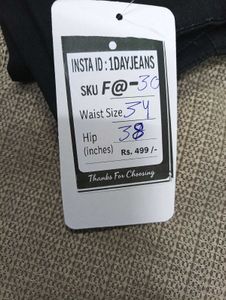 INSTA ID : 1DAYJEANS
SKU F@-30
Waist Size 34
Hip 38
(inches) Rs. 499 /-
Thanks For Choosing